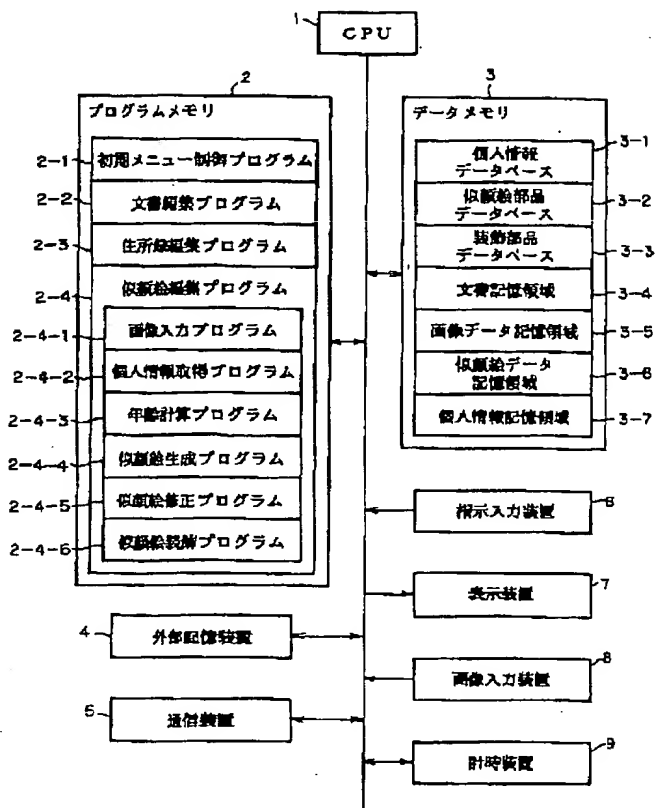 1
CPU
2
プログラムメモリ
2-1
初期メニュー制御プログラム
2-2
文書編集プログラム
2-3
住所録編集プログラム
2-4
似顔絵編集プログラム
2-4-1
画像入力プログラム
2-4-2
個人情報取得プログラム
2-4-3
年齢計算プログラム
2-4-4
似顔絵生成プログラム
2-4-5
似顔絵修正プログラム
2-4-6
似顔絵装飾プログラム
3
データメモリ
3-1
個人情報
データベース
3-2
似顔絵部品
データベース
3-3
装飾部品
データベース
3-4
文書記憶領域
3-5
画像データ記憶領域
3-6
似顔絵データ
記憶領域
3-7
個人情報記憶領域
指示入力装置
7
表示装置
8
画像入力装置
9
計時装置
4
外部記憶装置
5
通信装置